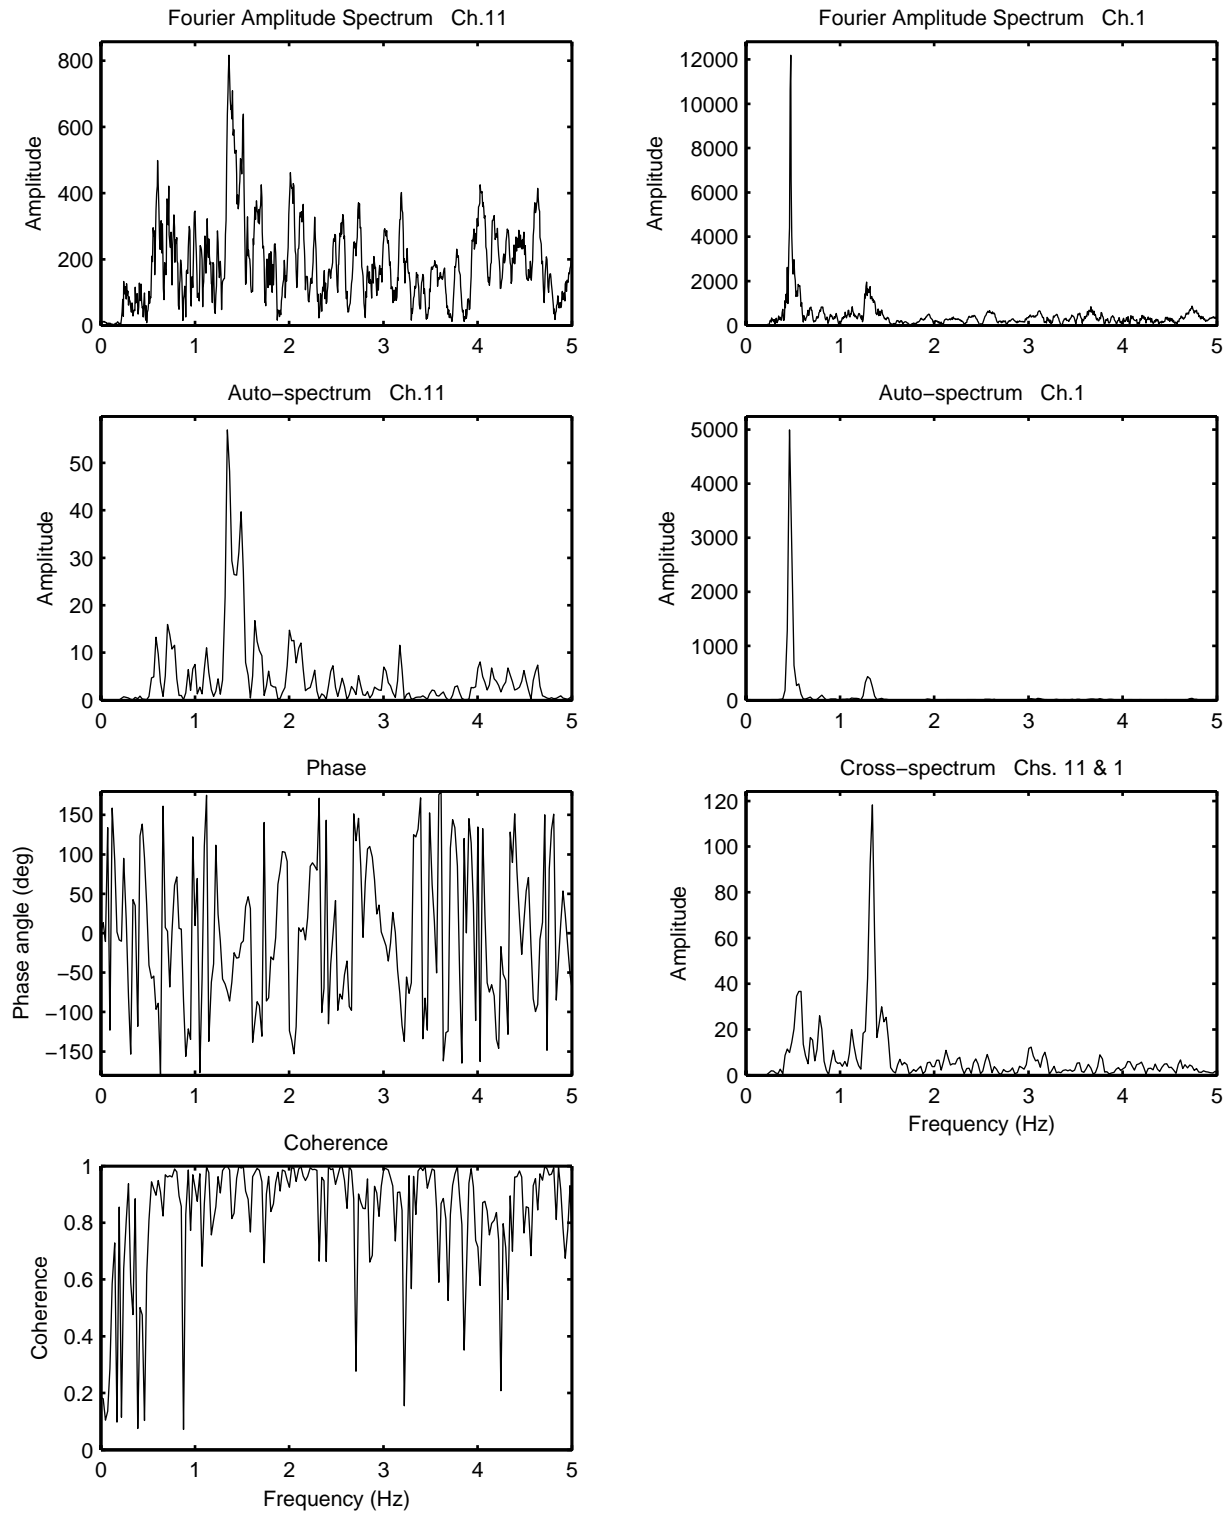 Fourier Amplitude Spectrum Ch.11
Amplitude
800
600
400
200
0
0 1 2 3 4 5
Fourier Amplitude Spectrum Ch.1
Amplitude
12000
10000
8000
6000
4000
2000
0
0 1 2 3 4 5
Auto−spectrum Ch.11
Amplitude
50
40
30
20
10
0
0 1 2 3 4 5
Auto−spectrum Ch.1
Amplitude
5000
4000
3000
2000
1000
0
0 1 2 3 4 5
Phase
Phase angle (deg)
150
100
50
0
−50
−100
−150
0 1 2 3 4 5
Cross−spectrum Chs. 11 & 1
Amplitude
120
100
80
60
40
20
0
0 1 2 3 4 5
Frequency (Hz)
Coherence
Coherence
1
0.8
0.6
0.4
0.2
0
0 1 2 3 4 5
Frequency (Hz)